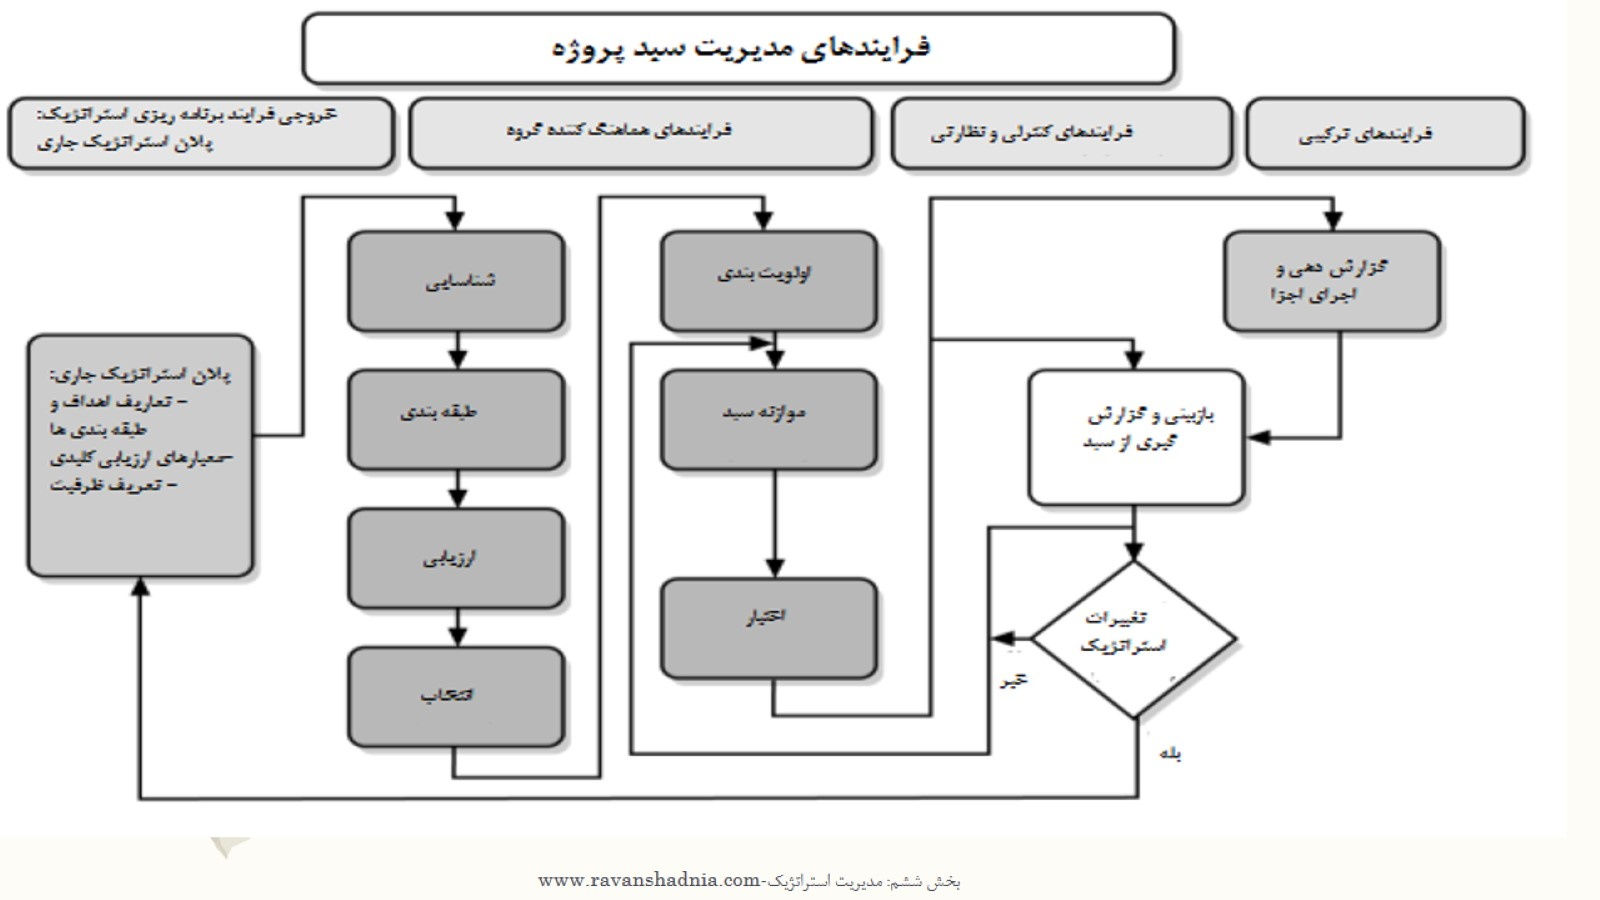 فرایندهای مدیریت سبد پروژه
خروجی فرایند برنامه ریزی استراتژیک:
پلان استراتژیک جاری
فرایندهای هماهنگ کننده گروه
فرایندهای کنترلی و نظارتی
فرایندهای ترکیبی
پلان استراتژیک جاری:
- تعاریف اهداف و
طبقه بندی ها
-معیارهای ارزیابی کلیدی
- تعریف ظرفیت
شناسایی
طبقه بندی
ارزیابی
انتخاب
اولویت بندی
موازنه سبد
اختیار
گزارش دهی و
اجرای اجزا
بازبینی و گزارش
گیری از سبد
تغییرات
استراتژیک
خیر
بله
بخش ششم: مدیریت استراتژیک-www.ravanshadnia.com